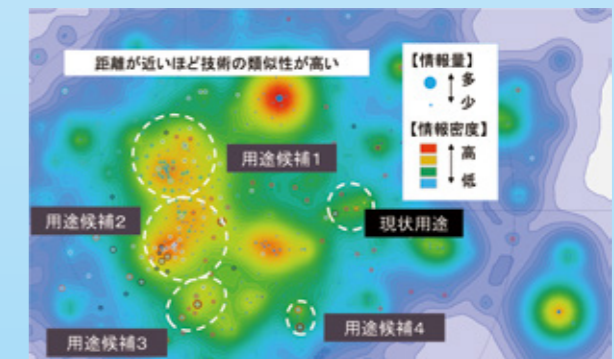 距離が近いほど技術の類似性が高い
【情報量】
多
少
【情報密度】
高
低
用途候補1
用途候補2
現状用途
用途候補3
用途候補4